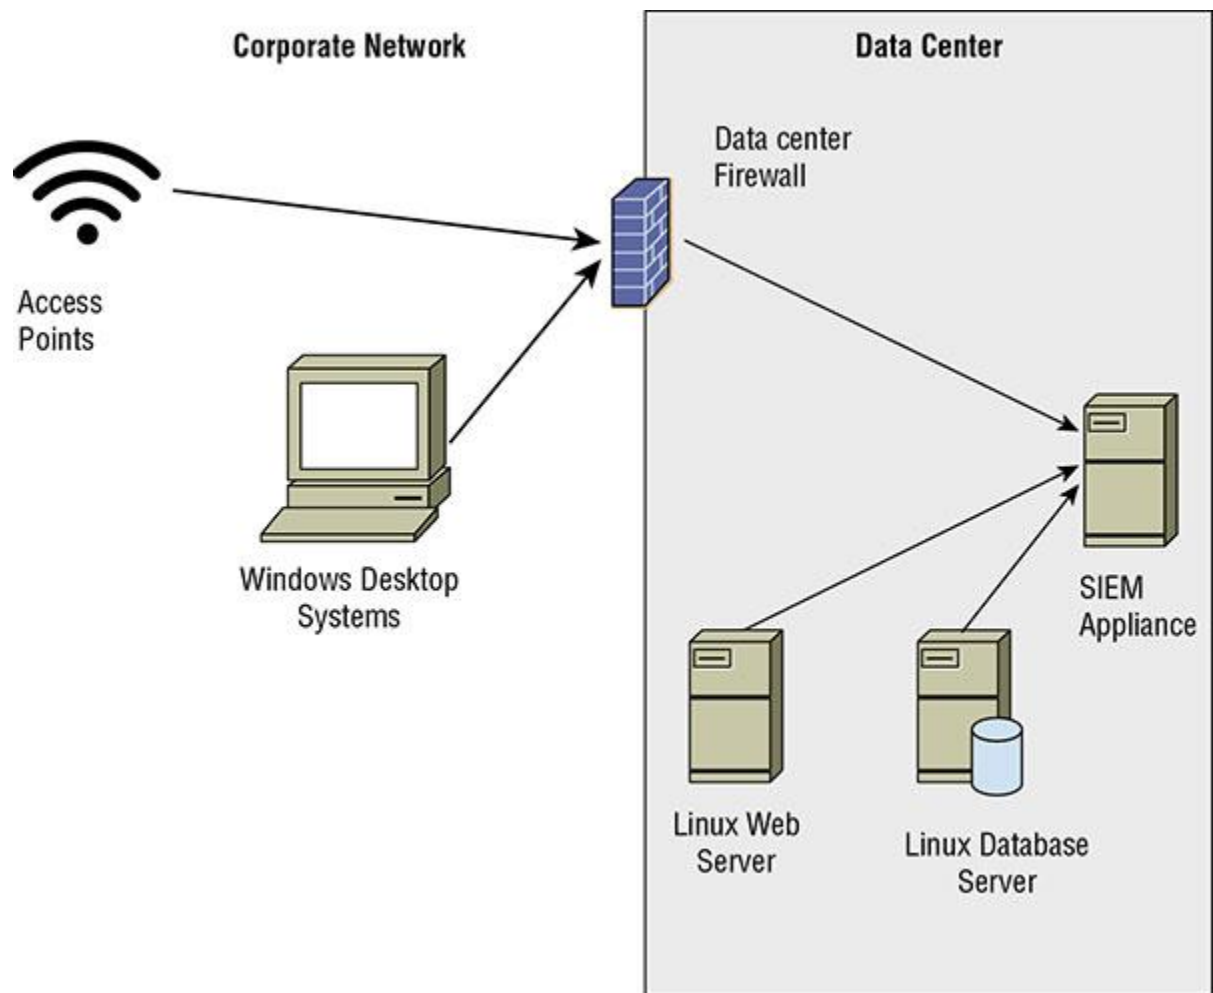 Corporate Network
Data Center
Data center
Firewall
Access
Points
Windows Desktop
Systems
SIEM
Appliance
Linux Web
Server
Linux Database
Server